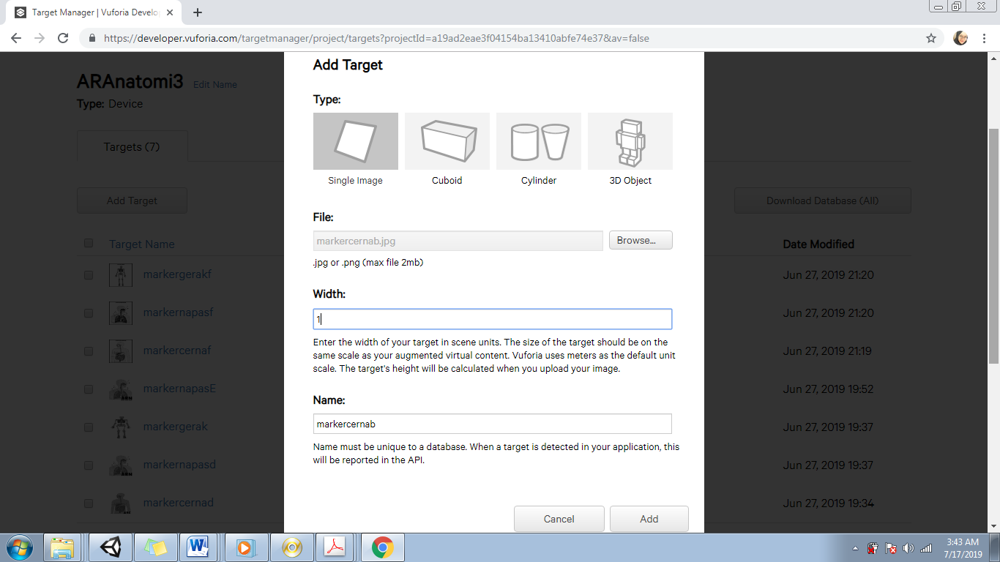 Target Manager | Vuforia Develo
https://developer.vuforia.com/targetmanager/project/targets?projectId=a19ad2eae3f04154ba13410abfe74e37&av=false
ARAnatomi3 Edit Name
Type: Device
Targets (7)
Add Target
Download Database (All)
Target Name
Date Modified
markergerakf
Jun 27, 2019 21:20
markernapasf
Jun 27, 2019 21:20
markercernaf
Jun 27, 2019 21:19
markernapasE
Jun 27, 2019 19:52
markergerak
Jun 27, 2019 19:37
markernapasd
Jun 27, 2019 19:37
markercernad
Jun 27, 2019 19:34
Add Target
Type:
Single Image
Cuboid
Cylinder
3D Object
File:
markercernab.jpg
Browse...
.jpg or .png (max file 2mb)
Width:
1
Enter the width of your target in scene units. The size of the target should be on the
same scale as your augmented virtual content. Vuforia uses meters as the default unit
scale. The target's height will be calculated when you upload your image.
Name:
markercernab
Name must be unique to a database. When a target is detected in your application, this
will be reported in the API.
Cancel
Add
3:43 AM
7/17/2019